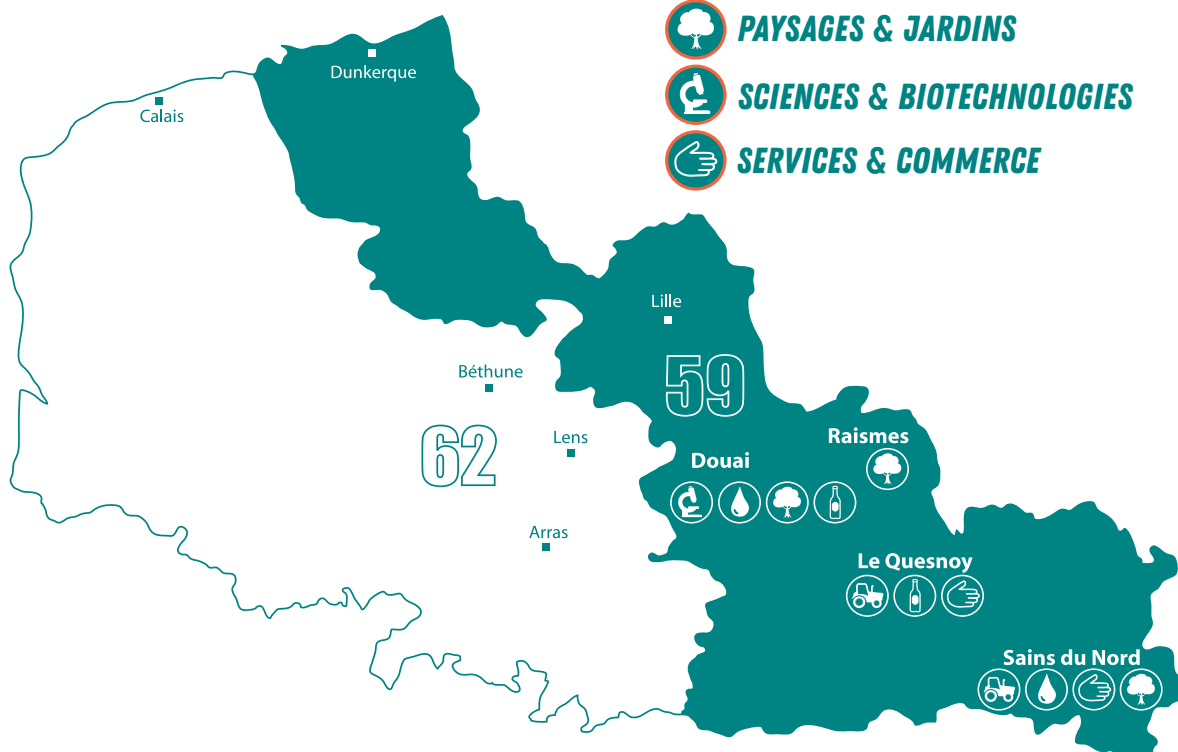 PAYSAGES & JARDINS
SCIENCES & BIOTECHNOLOGIES
SERVICES & COMMERCE
Dunkerque
Calais
Lille
59
Béthune
62
Lens
Raismes
Douai
Arras
Le Quesnoy
Sains du Nord